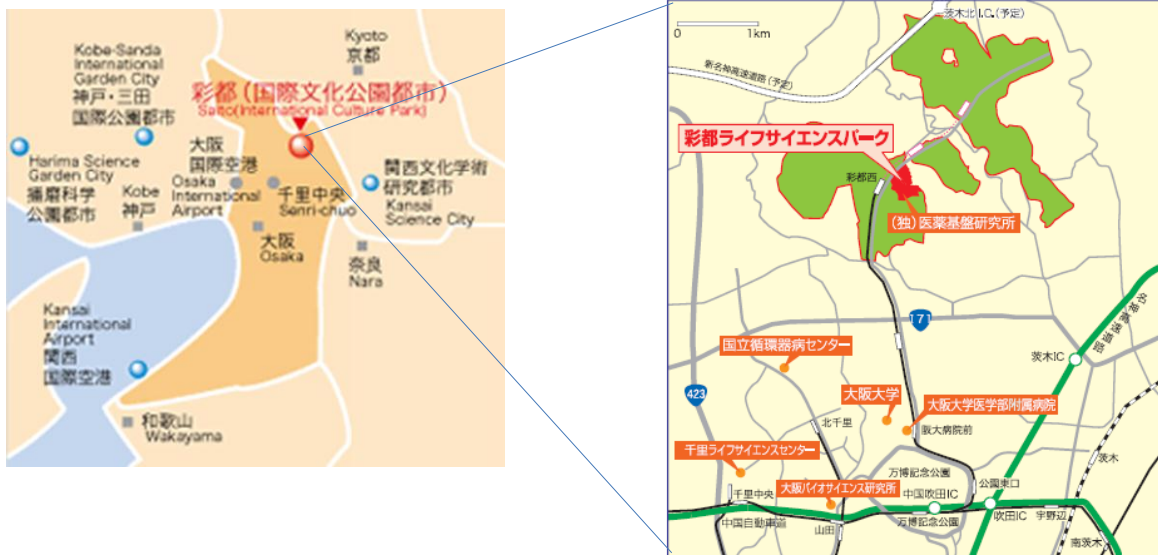 Kobe-Sanda
International
Garden City
神戸・三田
国際公園都市
Kyoto
京都
彩都（国際文化公園都市）
Saito(International Culture Park)
Harima Science
Garden City
播磨科学
公園都市
Kobe
神戸
大阪
国際空港
Osaka
International
Airport
千里中央
Senri-chuo
関西文化学術
研究都市
Kansai
Science City
大阪
Osaka
奈良
Nara
Kansai
International
Airport
関西
国際空港
和歌山
Wakayama
0 1km
茨木北I.C.(予定)
新名神高速道路(予定)
彩都ライフサイエンスパーク
彩都西
(独)医薬基盤研究所
171
名神高速道路
国立循環器病センター
茨木IC
423
大阪大学
大阪大学医学部附属病院
北千里
阪大病院前
千里ライフサイエンスセンター
万博記念公園
茨木
大阪バイオサイエンス研究所
公園東口
千里中央
中国吹田IC
中国自動車道
山田
万博記念公園
吹田IC
宇野辺
南茨木